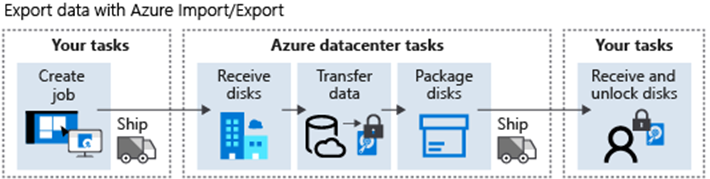 Export data with Azure Import/Export
Your tasks
Azure datacenter tasks
Your tasks
Create
job
Ship
Receive
disks
Transfer
data
Package
disks
Ship
Receive and
unlock disks